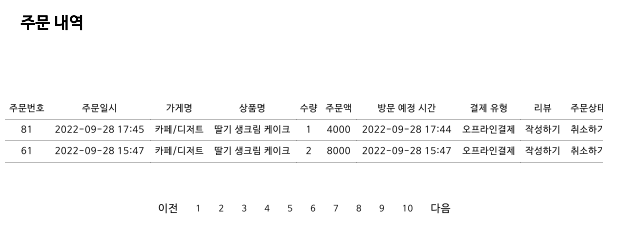 주문 내역
주문번호 주문일시 가게명 상품명 수량 주문액 방문 예정 시간 결제 유형 리뷰 주문상태
81 2022-09-28 17:45 카페/디저트 딸기 생크림 케이크 1 4000 2022-09-28 17:44 오프라인결제 작성하기 취소하기
61 2022-09-28 15:47 카페/디저트 딸기 생크림 케이크 2 8000 2022-09-28 15:47 오프라인결제 작성하기 취소하기
이전 1 2 3 4 5 6 7 8 9 10 다음